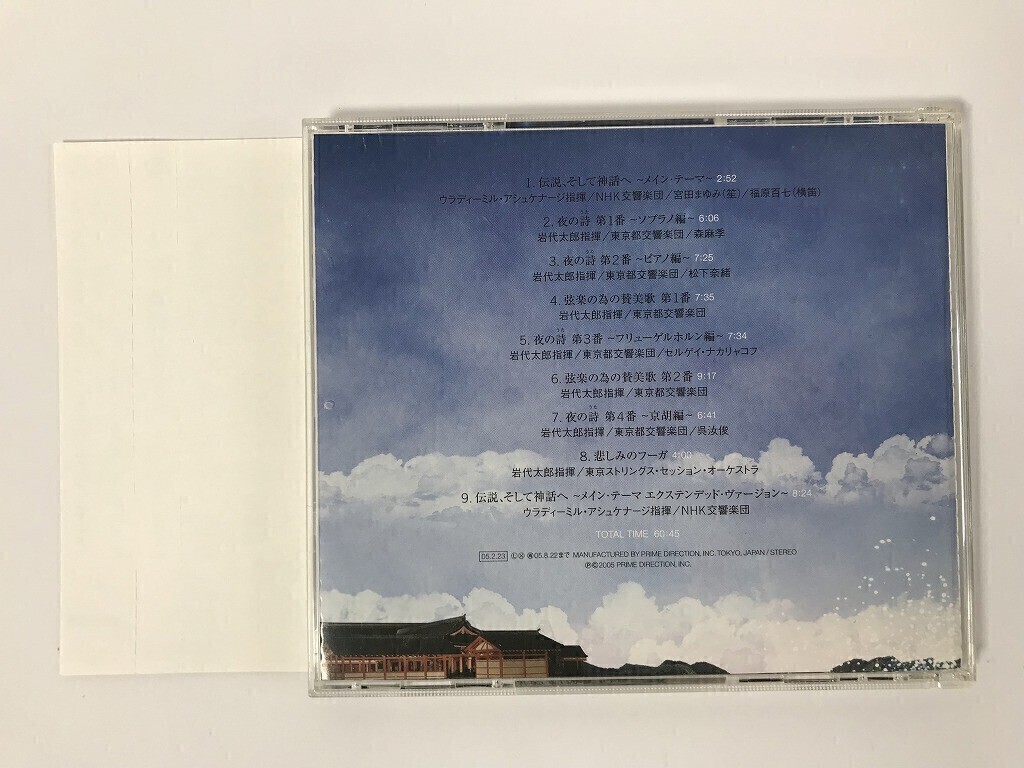 1. 伝説、そして神話へ ~メイン・テーマ~ 2:52
ウラディーミル・アシュケナージ指揮/NHK交響楽団/宮田まゆみ(笙)/福原百七(横笛)
うた
2. 夜の詩 第1番 ~ソプラノ編~ 6:06
岩代太郎指揮/東京都交響楽団/森麻季
うた
3. 夜の詩 第2番 ~ピアノ編~ 7:25
岩代太郎指揮/東京都交響楽団/松下奈緒
4. 弦楽の為の賛美歌 第1番 7:35
岩代太郎指揮/東京都交響楽団
うた
5. 夜の詩 第3番 ~フリューゲルホルン編~ 7:34
岩代太郎指揮/東京都交響楽団/セルゲイ・ナカリャコフ
6. 弦楽の為の賛美歌 第2番 9:17
岩代太郎指揮/東京都交響楽団
うた
7. 夜の詩 第4番 ~京胡編~ 6:41
岩代太郎指揮/東京都交響楽団/呉汝俊
8. 悲しみのフーガ 4:00
岩代太郎指揮/東京ストリングス・セッション・オーケストラ
9. 伝説、そして神話へ ~メイン・テーマ エクステンデッド・ヴァージョン~ 8:24
ウラディーミル・アシュケナージ指揮/NHK交響楽団
TOTAL TIME 60:45
05.2.23 Ⓛ Ⓧ 05.8.22まで MANUFACTURED BY PRIME DIRECTION, INC. TOKYO, JAPAN/STEREO
℗©2005 PRIME DIRECTION, INC.